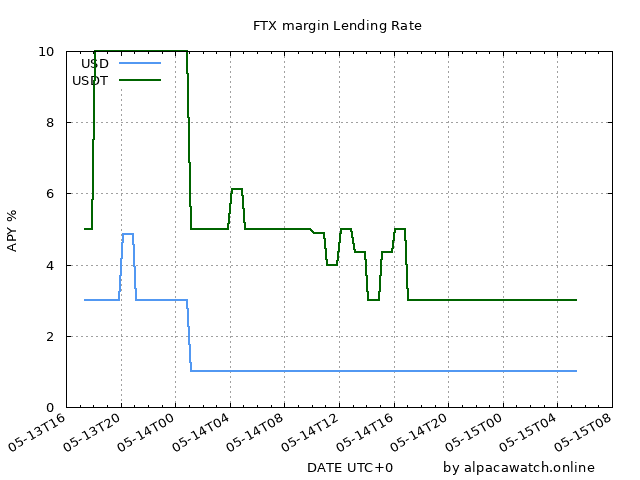 FTX margin Lending Rate
10
USD
USDT
8
6
APY %
4
2
0
05-13T16
05-13T20
05-14T00
05-14T04
05-14T08
05-14T12
05-14T16
05-14T20
05-15T00
05-15T04
05-15T08
DATE UTC+0 by alpacawatch.online